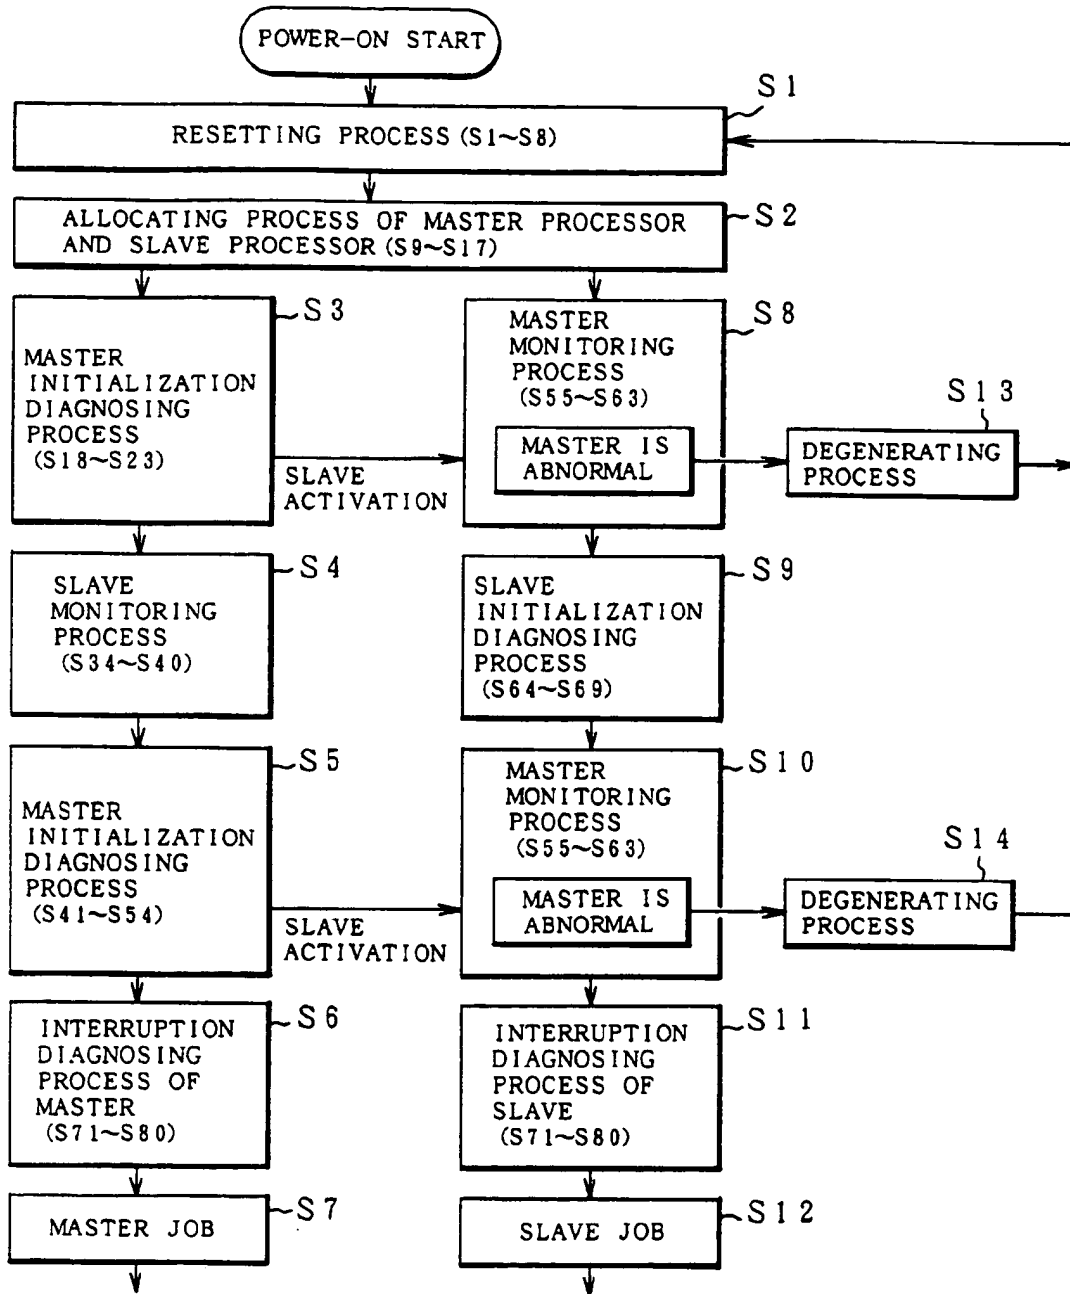 POWER-ON START
S1
RESETTING PROCESS (S1~S8)
S2
ALLOCATING PROCESS OF MASTER PROCESSOR
AND SLAVE PROCESSOR (S9~S17)
S3
MASTER
INITIALIZATION
DIAGNOSING
PROCESS
(S18~S23)
SLAVE
ACTIVATION
S8
MASTER
MONITORING
PROCESS
(S55~S63)
MASTER IS
ABNORMAL
S13
DEGENERATING
PROCESS
S4
SLAVE
MONITORING
PROCESS
(S34~S40)
S9
SLAVE
INITIALIZATION
DIAGNOSING
PROCESS
(S64~S69)
S5
MASTER
INITIALIZATION
DIAGNOSING
PROCESS
(S41~S54)
SLAVE
ACTIVATION
S10
MASTER
MONITORING
PROCESS
(S55~S63)
MASTER IS
ABNORMAL
S14
DEGENERATING
PROCESS
S6
INTERRUPTION
DIAGNOSING
PROCESS OF
MASTER
(S71~S80)
S11
INTERRUPTION
DIAGNOSING
PROCESS OF
SLAVE
(S71~S80)
S7
MASTER JOB
S12
SLAVE JOB